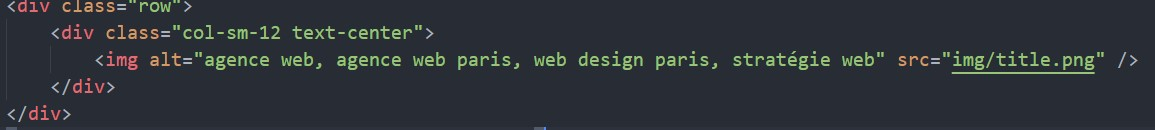 <div class="row">
<div class="col-sm-12 text-center">
<img alt="agence web, agence web paris, web design paris, stratégie web" src="img/title.png" />
</div>
</div>